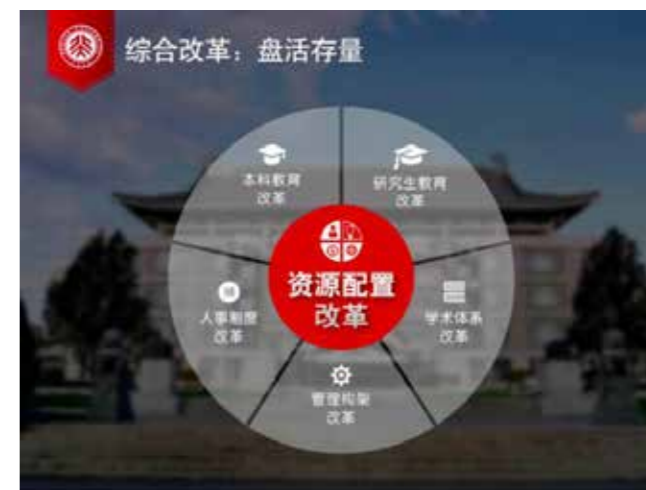 综合改革：盘活存量
本科教育
改革
研究生教育
改革
资源配置
改革
人事制度
改革
学术体系
改革
管理构架
改革